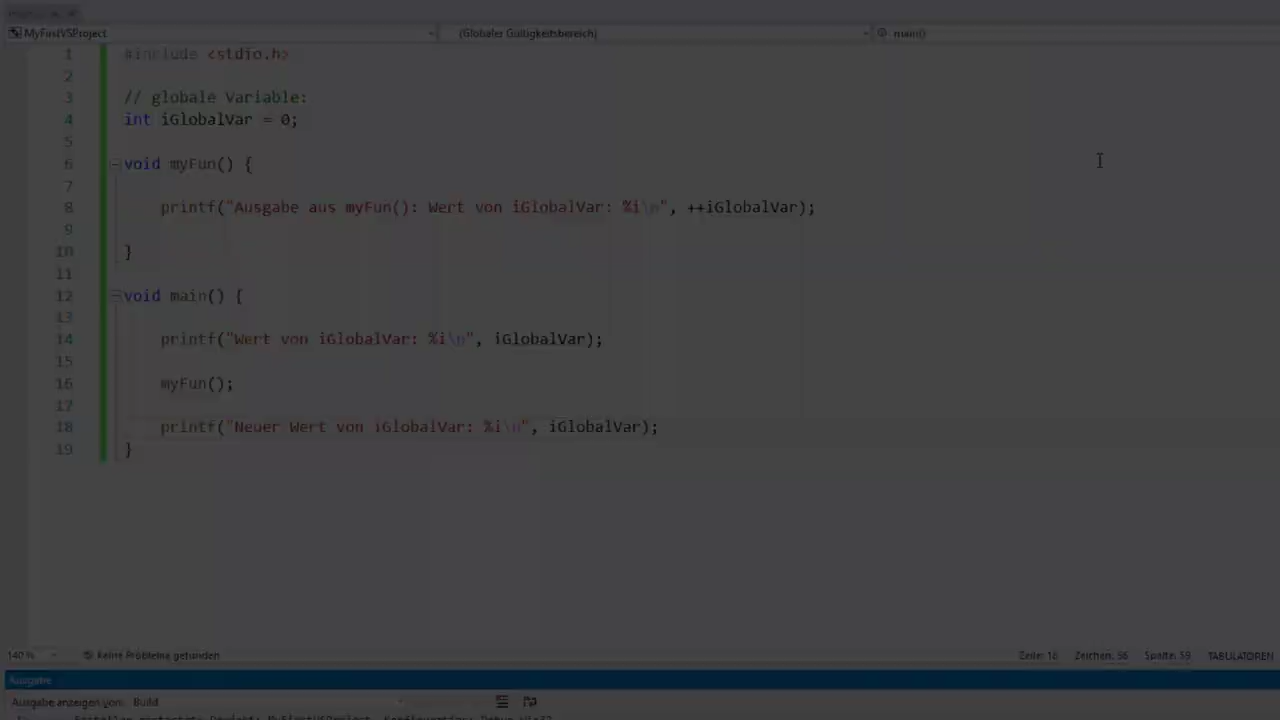 MyFirstVSProject
(Globaler Gültigkeitsbereich)
main()
1 #include <stdio.h>
2
3 // globale Variable:
4 int iGlobalVar = 0;
5
6 void myFun() {
7
8 printf("Ausgabe aus myFun(): Wert von iGlobalVar: %i\n", ++iGlobalVar);
9
10 }
11
12 void main() {
13
14 printf("Wert von iGlobalVar: %i\n", iGlobalVar);
15
16 myFun();
17
18 printf("Neuer Wert von iGlobalVar: %i\n", iGlobalVar);
19 }
140 % Keine Probleme gefunden Zeile: 16 Zeichen: 56 Spalte: 59 TABULATOREN
Ausgabe
Ausgabe anzeigen von: Build